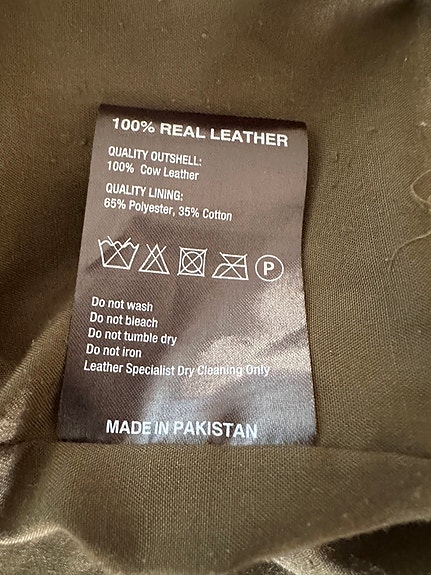 100% REAL LEATHER
QUALITY OUTSHELL:
100% Cow Leather
QUALITY LINING:
65% Polyester, 35% Cotton
P
Do not wash
Do not bleach
Do not tumble dry
Do not iron
Leather Specialist Dry Cleaning Only
MADE IN PAKISTAN